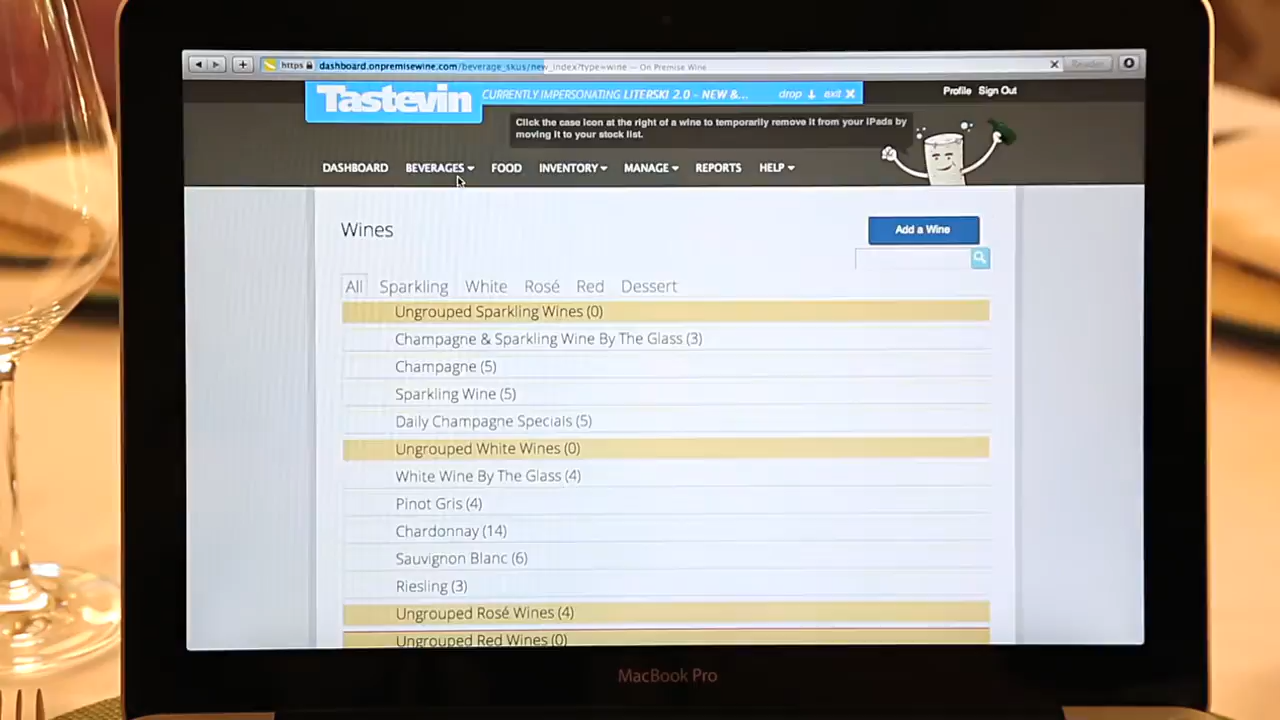 https dashboard.onpremisewine.com/beverage_skus/new_index?type=wine — On Premise Wine
Reader
Tastevin
CURRENTLY IMPERSONATING LITERSKI 2.0 - NEW &...
drop
exit
Profile
Sign Out
Click the case icon at the right of a wine to temporarily remove it from your iPads by
moving it to your stock list.
DASHBOARD BEVERAGES FOOD INVENTORY MANAGE REPORTS HELP
Wines
Add a Wine
All Sparkling White Rosé Red Dessert
Ungrouped Sparkling Wines (0)
Champagne & Sparkling Wine By The Glass (3)
Champagne (5)
Sparkling Wine (5)
Daily Champagne Specials (5)
Ungrouped White Wines (0)
White Wine By The Glass (4)
Pinot Gris (4)
Chardonnay (14)
Sauvignon Blanc (6)
Riesling (3)
Ungrouped Rosé Wines (4)
Ungrouped Red Wines (0)
MacBook Pro